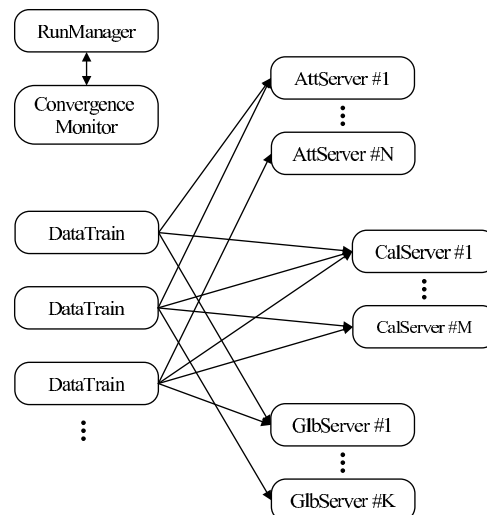 RunManager
Convergence
Monitor
AttServer #1
AttServer #N
DataTrain
CalServer #1
DataTrain
CalServer #M
DataTrain
GlbServer #1
GlbServer #K